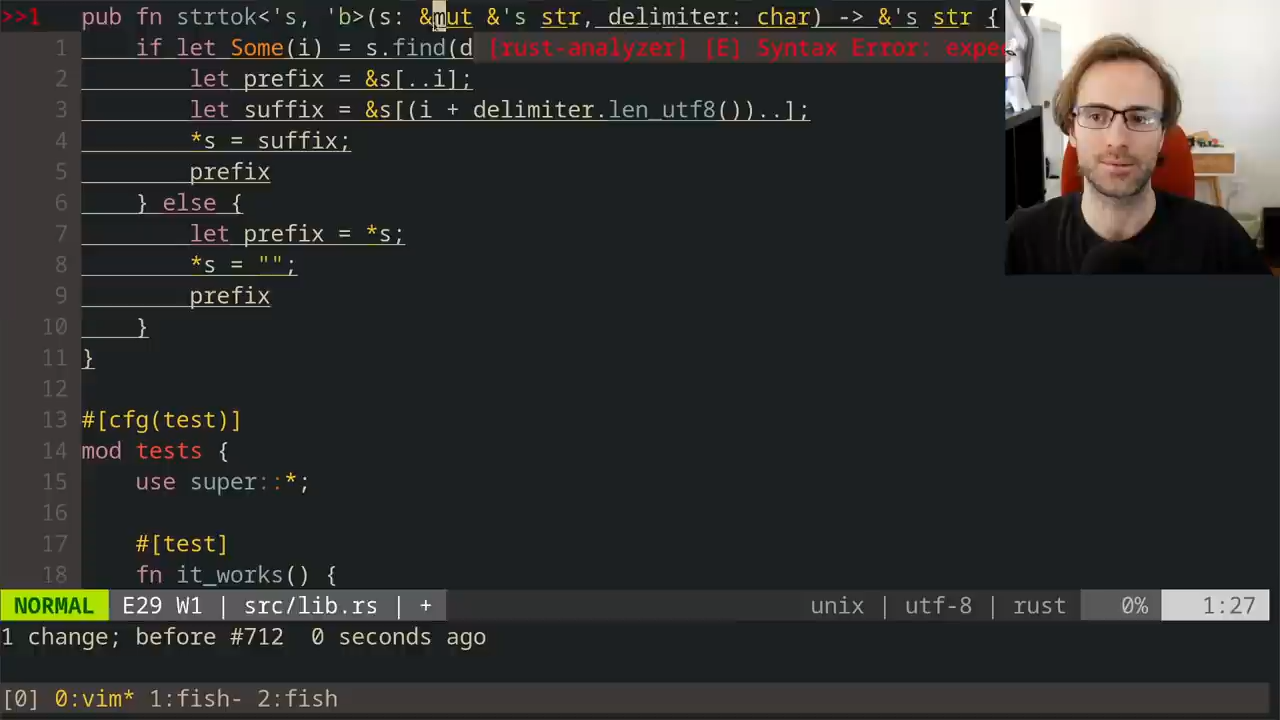 >>1 pub fn strtok<'s, 'b>(s: &mut &'s str, delimiter: char) -> &'s str {
1 if let Some(i) = s.find(d [rust-analyzer] [E] Syntax Error: expe
2 let prefix = &s[..i];
3 let suffix = &s[(i + delimiter.len_utf8())..];
4 *s = suffix;
5 prefix
6 } else {
7 let prefix = *s;
8 *s = "";
9 prefix
10 }
11 }
12
13 #[cfg(test)]
14 mod tests {
15 use super::*;
16
17 #[test]
18 fn it_works() {
NORMAL E29 W1 | src/lib.rs | + unix | utf-8 | rust 0% 1:27
1 change; before #712 0 seconds ago
[0] 0:vim* 1:fish- 2:fish